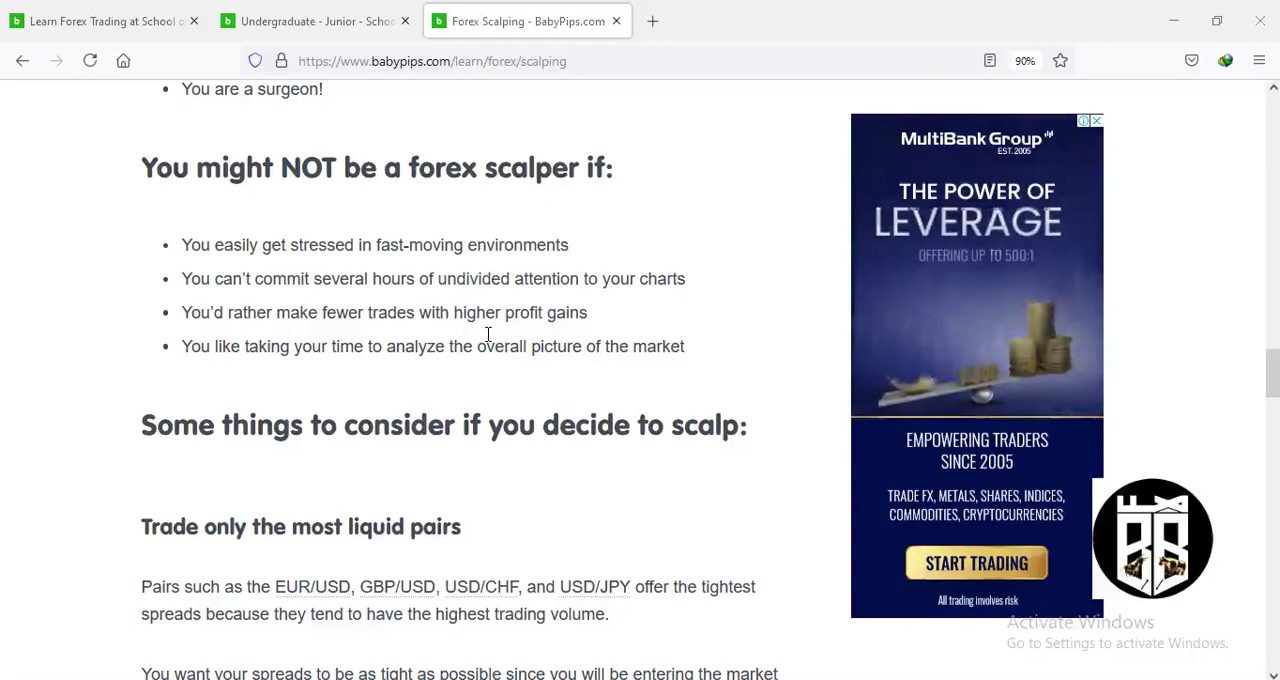 Learn Forex Trading at School o
Undergraduate - Junior - Schoo
Forex Scalping - BabyPips.com
https://www.babypips.com/learn/forex/scalping
90%
You are a surgeon!
You might NOT be a forex scalper if:
You easily get stressed in fast-moving environments
You can’t commit several hours of undivided attention to your charts
You’d rather make fewer trades with higher profit gains
You like taking your time to analyze the overall picture of the market
Some things to consider if you decide to scalp:
Trade only the most liquid pairs
Pairs such as the EUR/USD, GBP/USD, USD/CHF, and USD/JPY offer the tightest
spreads because they tend to have the highest trading volume.
You want your spreads to be as tight as possible since you will be entering the market
MultiBank Group
EST.2005
THE POWER OF
LEVERAGE
OFFERING UP TO 500:1
EMPOWERING TRADERS
SINCE 2005
TRADE FX, METALS, SHARES, INDICES,
COMMODITIES, CRYPTOCURRENCIES
START TRADING
All trading involves risk
Activate Windows
Go to Settings to activate Windows.